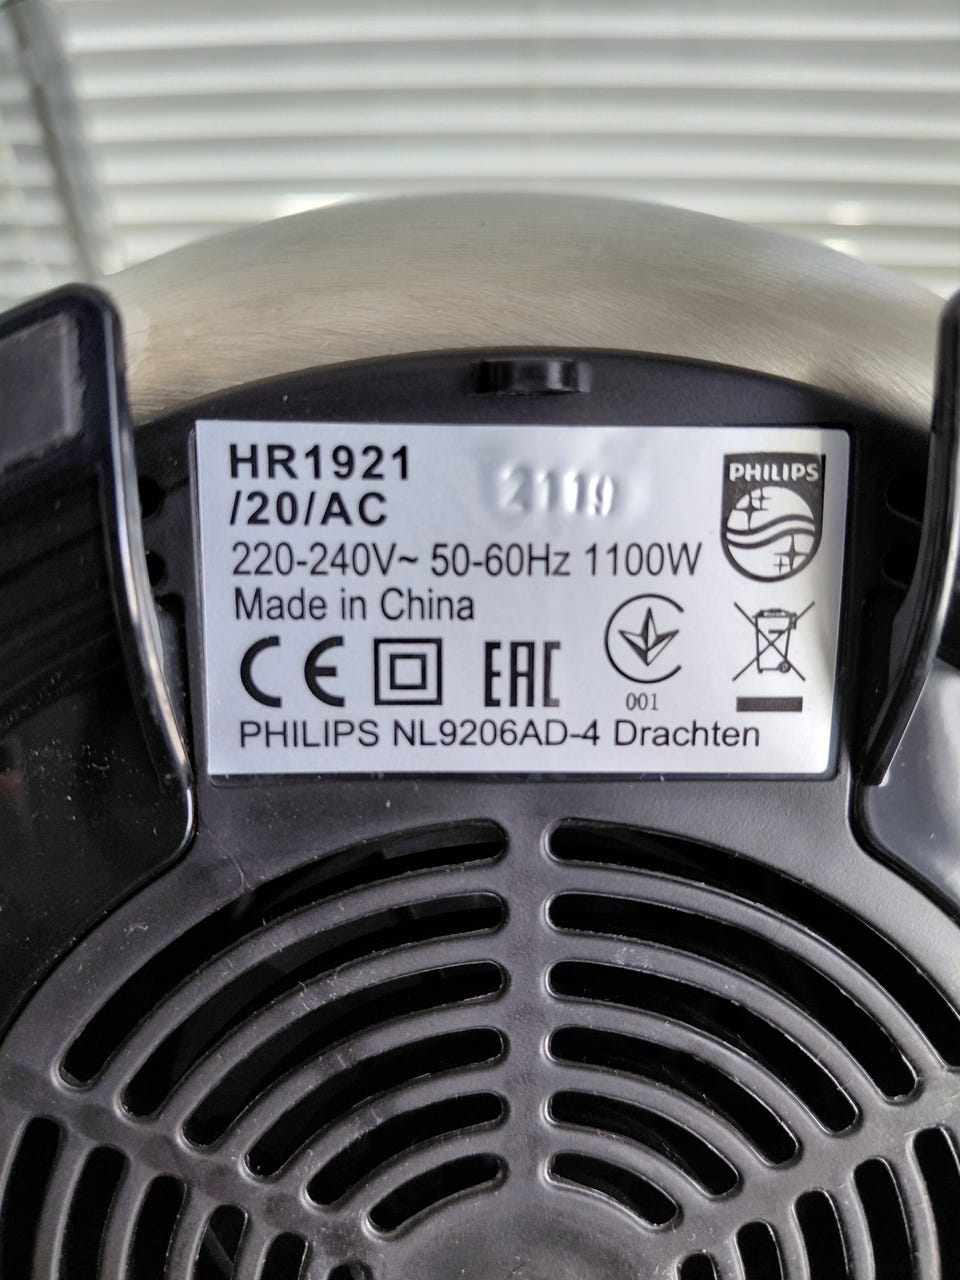 HR1921
/20/AC
2119
PHILIPS
220-240V~ 50-60Hz 1100W
Made in China
CE
EAC
001
PHILIPS NL9206AD-4 Drachten